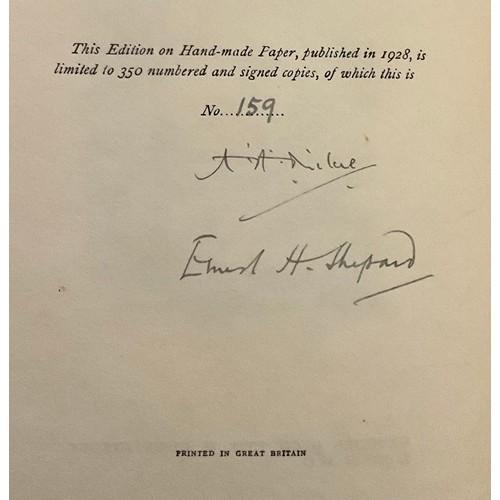 This Edition on Hand-made Paper, published in 1928, is
limited to 350 numbered and signed copies, of which this is
No. 159
A. A. Milne
Ernest H. Shepard
PRINTED IN GREAT BRITAIN